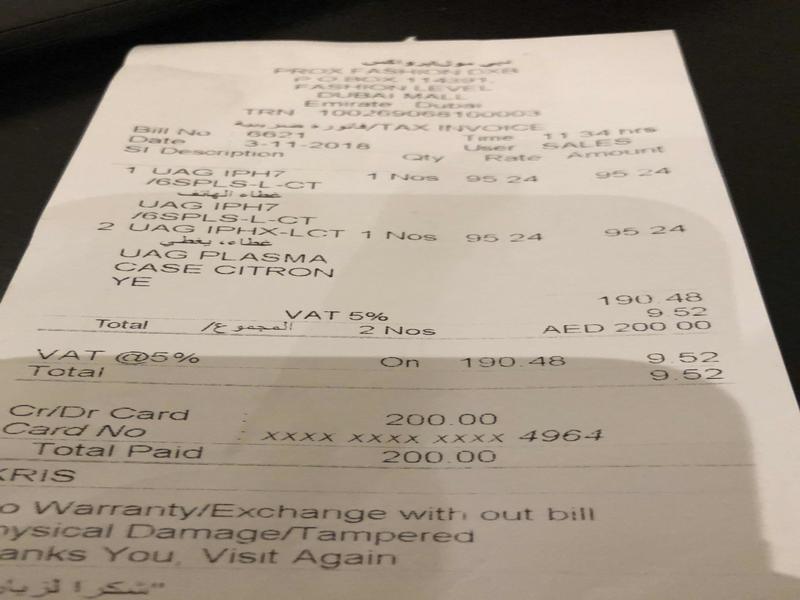 PROX FASHION DXB
P O BOX 114391,
FASHION LEVEL
DUBAI MALL
Emirate Dubai
TRN 100269068100003
فاتورة ضريبية/TAX INVOICE
Bill No 6621 Time 11 34 hrs
Date 3-11-2018 User SALES
SI Description Qty Rate Amount
1 UAG IPH7 1 Nos 95 24 95 24
/6SPLS-L-CT
غطاء الهاتف
UAG IPH7
/6SPLS-L-CT
2 UAG IPHX-LCT 1 Nos 95 24 95 24
غطاء، يغطي
UAG PLASMA
CASE CITRON
YE
190.48
VAT 5% 9 52
Total المجموع/ 2 Nos AED 200 00
VAT @5% On 190.48 9.52
Total 9.52
Cr/Dr Card : 200.00
Card No : xxxx xxxx xxxx 4964
Total Paid 200.00
KRIS
o Warranty/Exchange with out bill
hysical Damage/Tampered
anks You, Visit Again
"شكرا لزيا